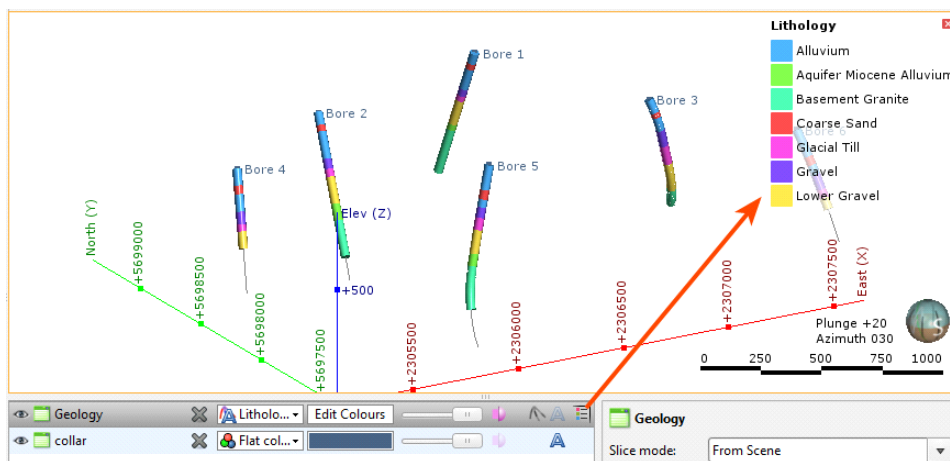 Lithology
Alluvium
Aquifer Miocene Alluvium
Basement Granite
Coarse Sand
Glacial Till
Gravel
Lower Gravel
Bore 1
Bore 2
Bore 3
Bore 4
Bore 5
Bore 6
Elev (Z)
+500
North (Y)
+5699000
+5698500
+5698000
+5697500
+2305500
+2306000
+2306500
+2307000
+2307500
East (X)
Plunge +20
Azimuth 030
0 250 500 750 1000
Geology Litholo... Edit Colours
collar Flat col...
Geology
Slice mode: From Scene